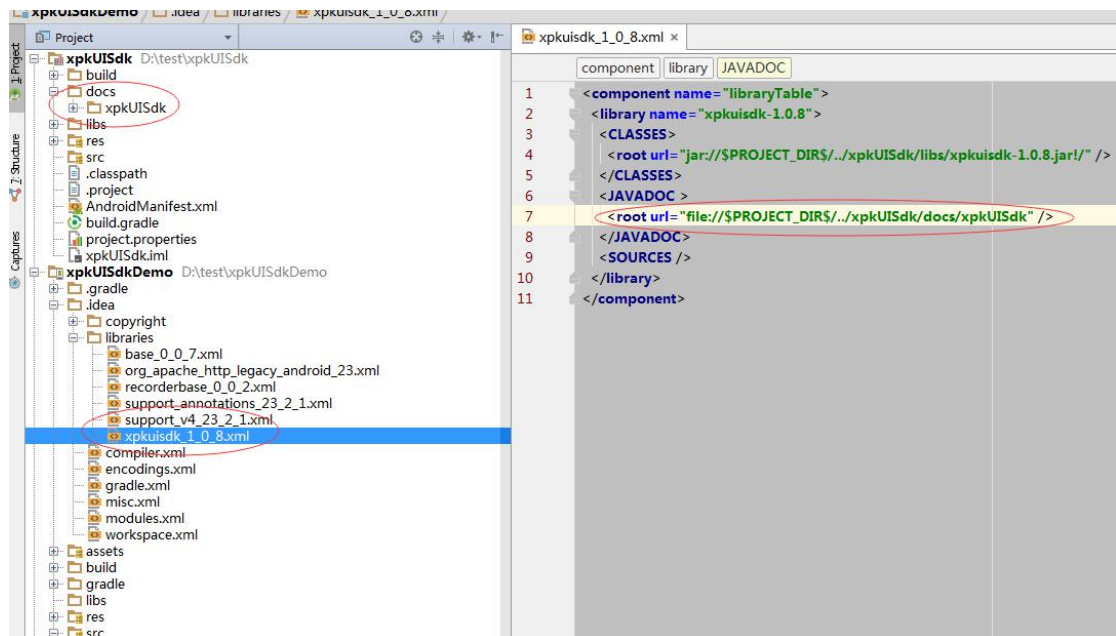 xpkUISdkDemo .idea libraries xpkuisdk_1_0_8.xml
Project
xpkuisdk_1_0_8.xml ×
1: Project
7: Structure
Captures
xpkUISdk D:\test\xpkUISdk
build
docs
xpkUISdk
libs
res
src
.classpath
.project
AndroidManifest.xml
build.gradle
project.properties
xpkUISdk.iml
xpkUISdkDemo D:\test\xpkUISdkDemo
.gradle
.idea
copyright
libraries
base_0_0_7.xml
org_apache_http_legacy_android_23.xml
recorderbase_0_0_2.xml
support_annotations_23_2_1.xml
support_v4_23_2_1.xml
xpkuisdk_1_0_8.xml
compiler.xml
encodings.xml
gradle.xml
misc.xml
modules.xml
workspace.xml
assets
build
gradle
libs
res
src
component library JAVADOC
1 <component name="libraryTable">
2 <library name="xpkuisdk-1.0.8">
3 <CLASSES>
4 <root url="jar://$PROJECT_DIR$/../xpkUISdk/libs/xpkuisdk-1.0.8.jar!/" />
5 </CLASSES>
6 <JAVADOC >
7 <root url="file://$PROJECT_DIR$/../xpkUISdk/docs/xpkUISdk" />
8 </JAVADOC>
9 <SOURCES />
10 </library>
11 </component>